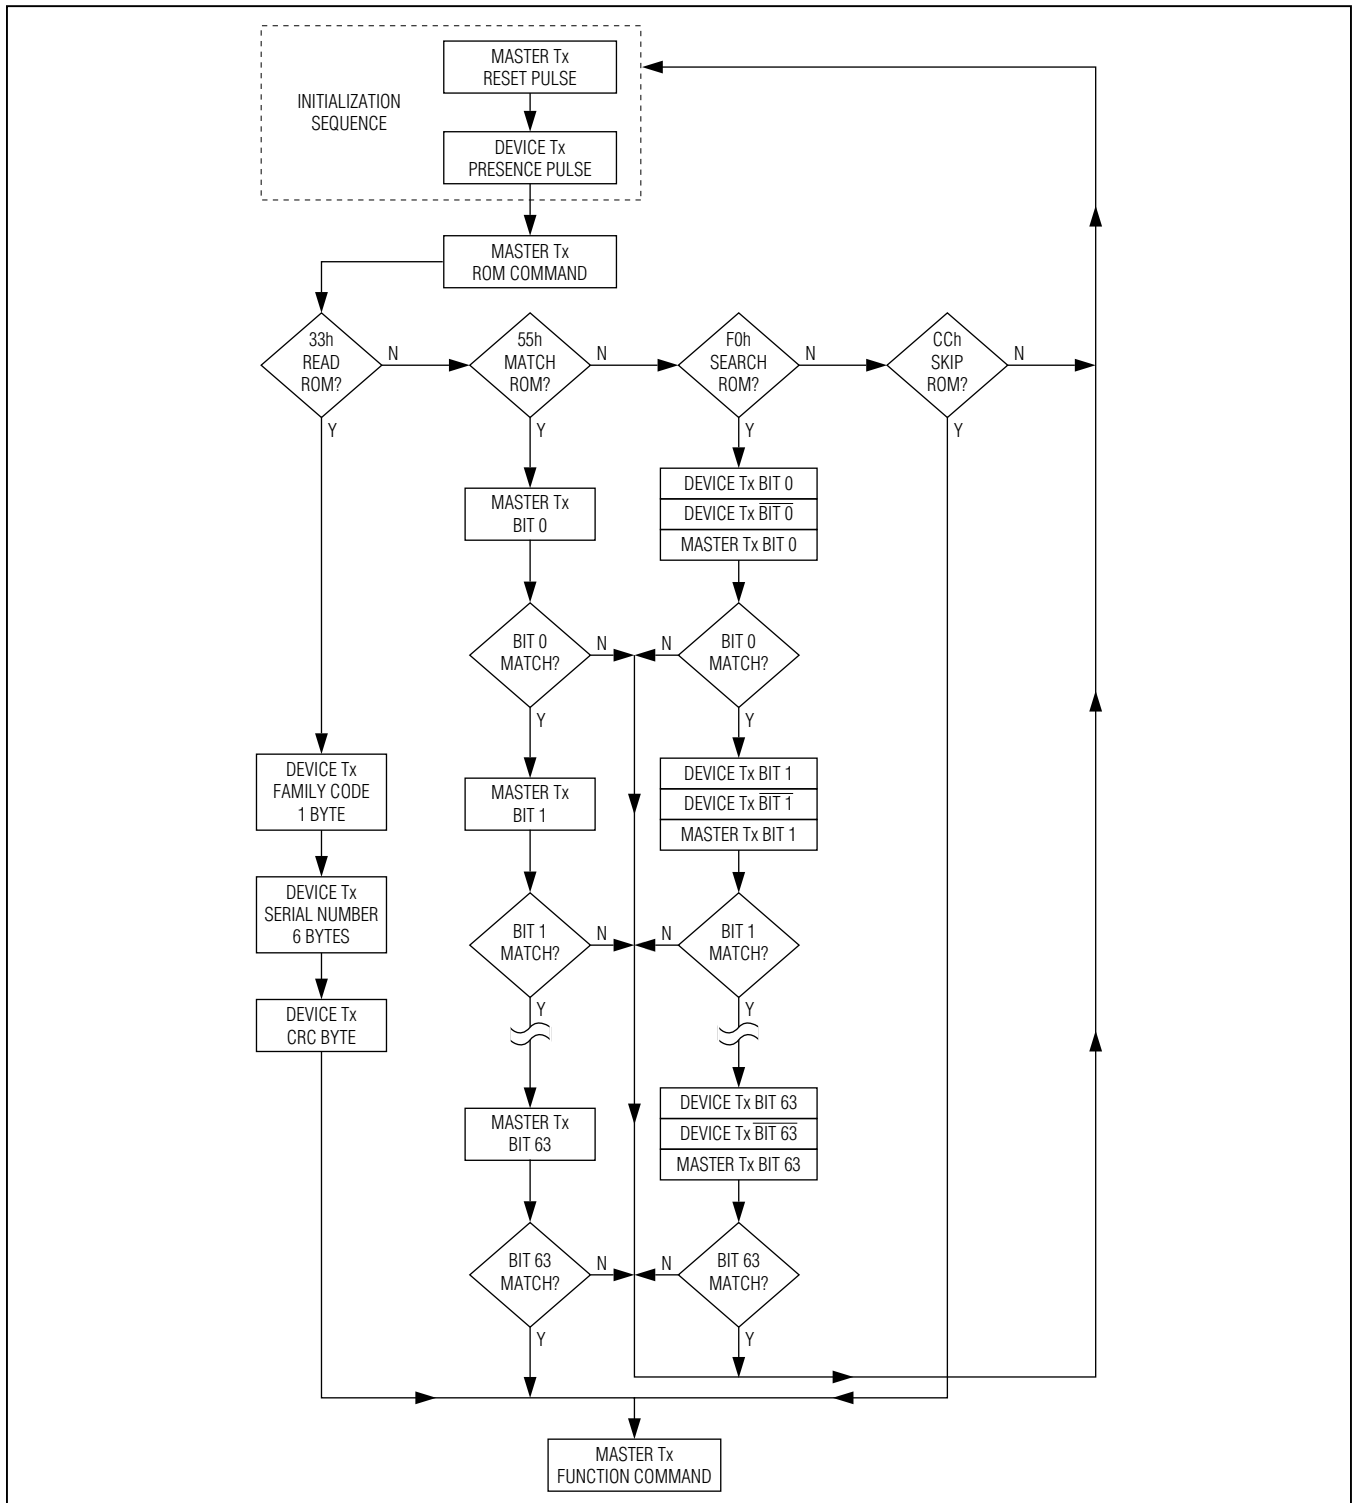 MASTER Tx
RESET PULSE
INITIALIZATION
SEQUENCE
DEVICE Tx
PRESENCE PULSE
MASTER Tx
ROM COMMAND
33h
READ
ROM?
N
Y
55h
MATCH
ROM?
N
Y
F0h
SEARCH
ROM?
N
Y
CCh
SKIP
ROM?
N
Y
MASTER Tx
BIT 0
DEVICE Tx BIT 0
DEVICE Tx B̅I̅T̅ ̅0̅
MASTER Tx BIT 0
BIT 0
MATCH?
N
Y
N
BIT 0
MATCH?
Y
DEVICE Tx
FAMILY CODE
1 BYTE
MASTER Tx
BIT 1
DEVICE Tx BIT 1
DEVICE Tx B̅I̅T̅ ̅1̅
MASTER Tx BIT 1
DEVICE Tx
SERIAL NUMBER
6 BYTES
BIT 1
MATCH?
N
Y
N
BIT 1
MATCH?
Y
DEVICE Tx
CRC BYTE
MASTER Tx
BIT 63
DEVICE Tx BIT 63
DEVICE Tx B̅I̅T̅ ̅6̅3̅
MASTER Tx BIT 63
BIT 63
MATCH?
N
Y
N
BIT 63
MATCH?
Y
MASTER Tx
FUNCTION COMMAND